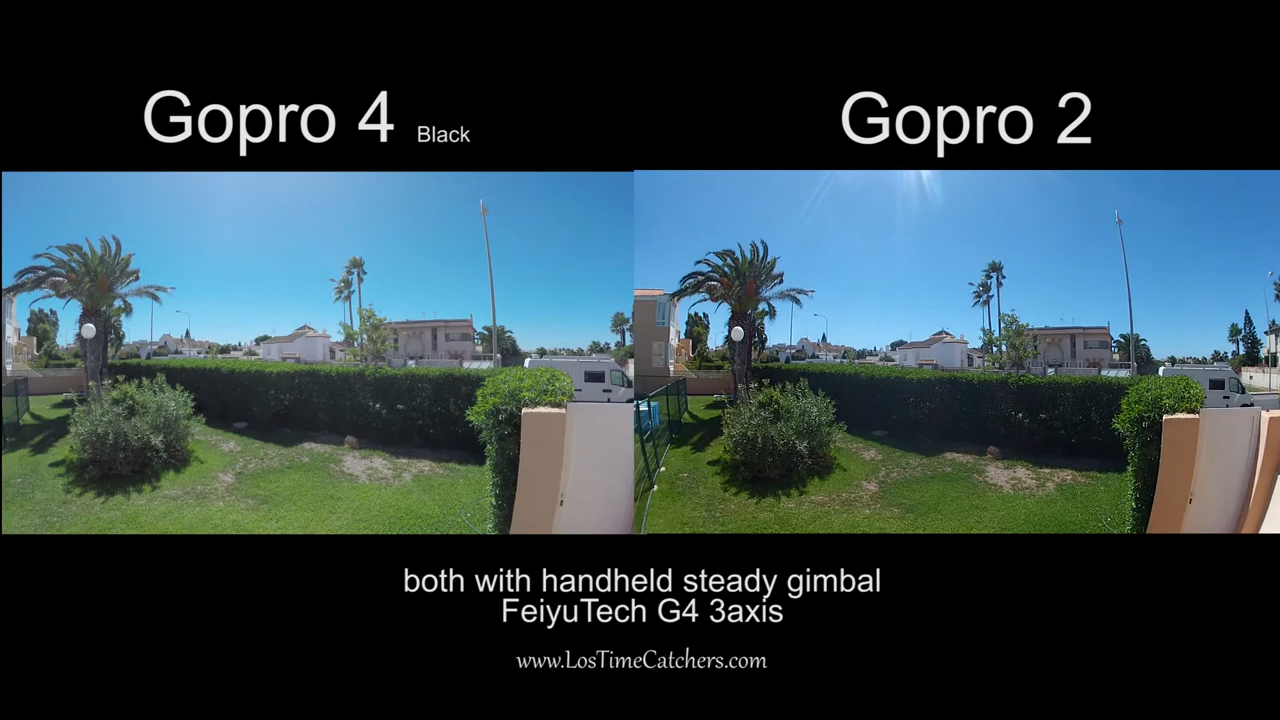 Gopro 4 Black
Gopro 2
both with handheld steady gimbal
FeiyuTech G4 3axis
www.LosTimeCatchers.com